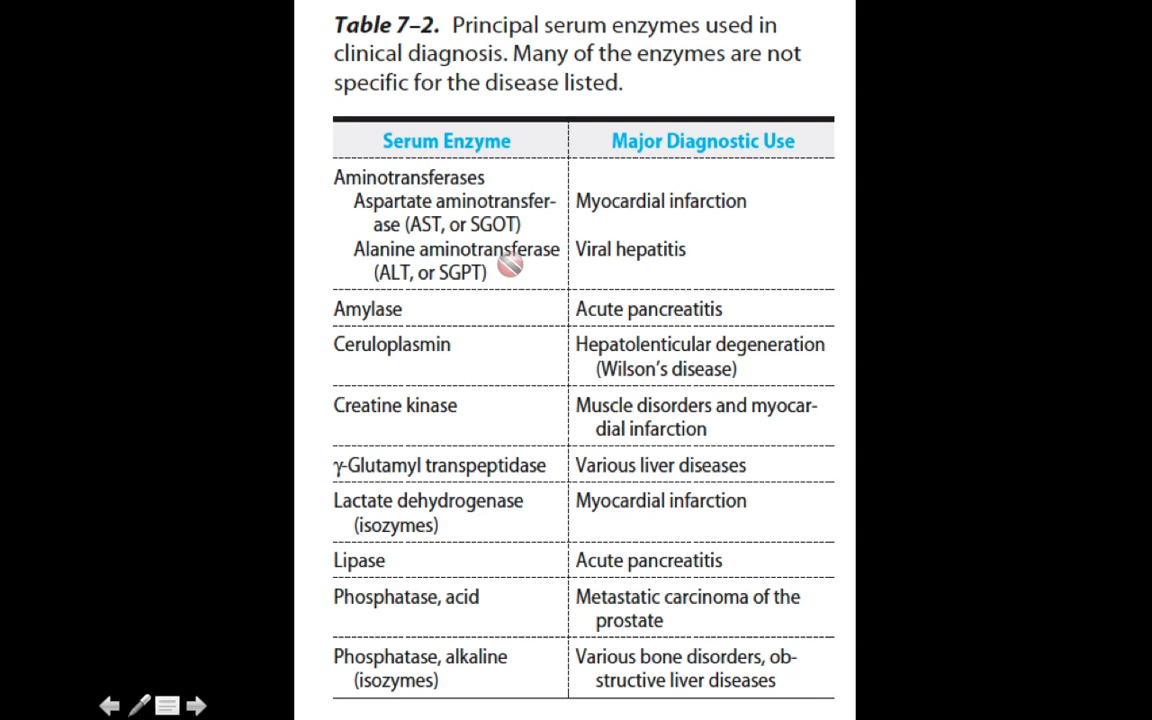 Table 7–2. Principal serum enzymes used in
clinical diagnosis. Many of the enzymes are not
specific for the disease listed.
Serum Enzyme Major Diagnostic Use
Aminotransferases
Aspartate aminotransfer- Myocardial infarction
ase (AST, or SGOT)
Alanine aminotransferase Viral hepatitis
(ALT, or SGPT)
Amylase Acute pancreatitis
Ceruloplasmin Hepatolenticular degeneration
(Wilson's disease)
Creatine kinase Muscle disorders and myocar-
dial infarction
γ-Glutamyl transpeptidase Various liver diseases
Lactate dehydrogenase Myocardial infarction
(isozymes)
Lipase Acute pancreatitis
Phosphatase, acid Metastatic carcinoma of the
prostate
Phosphatase, alkaline Various bone disorders, ob-
(isozymes) structive liver diseases